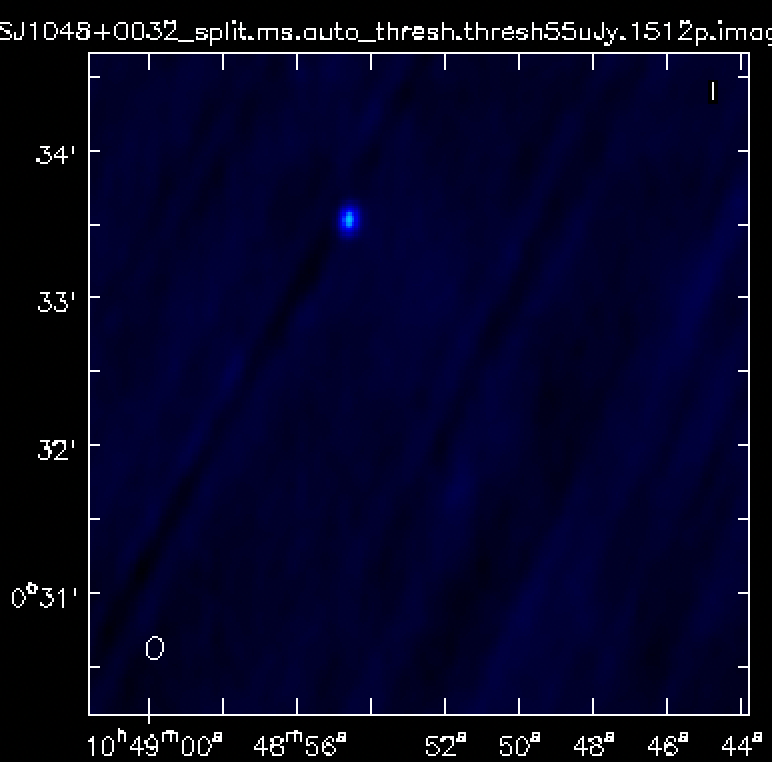 SJ1048+0032_split.ms.auto_thresh.thresh55uJy.1512p.imag
I
34'
33'
32'
0°31'
10ʰ49ᵐ00ˢ 48ᵐ56ˢ 52ˢ 50ˢ 48ˢ 46ˢ 44ˢ